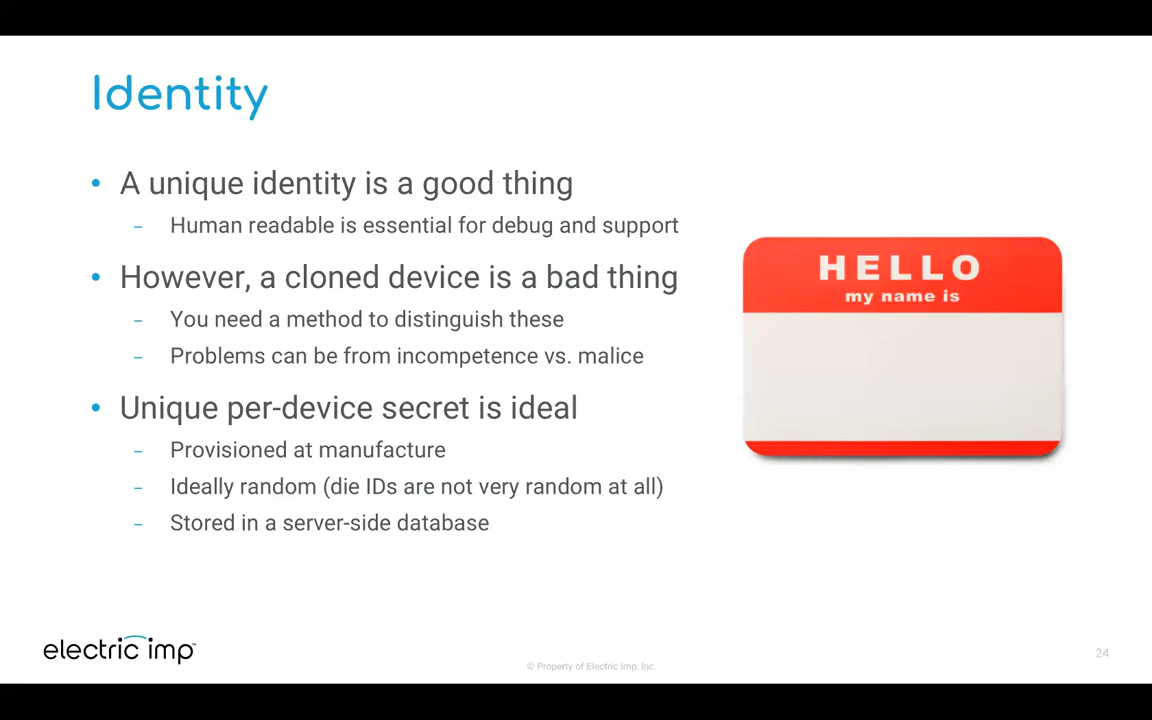 Identity
• A unique identity is a good thing
– Human readable is essential for debug and support
• However, a cloned device is a bad thing
– You need a method to distinguish these
– Problems can be from incompetence vs. malice
• Unique per-device secret is ideal
– Provisioned at manufacture
– Ideally random (die IDs are not very random at all)
– Stored in a server-side database
HELLO
my name is
electric imp™
© Property of Electric Imp, Inc.
24